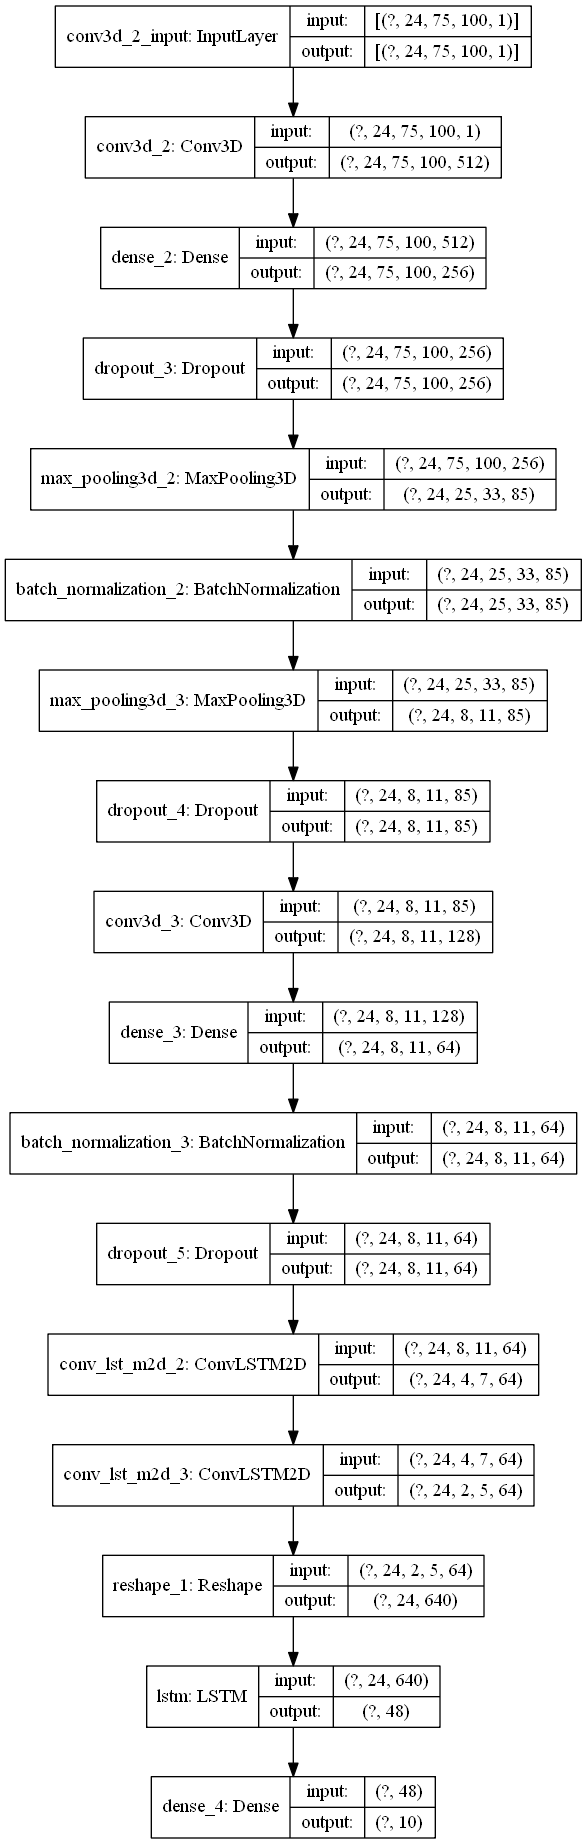 conv3d_2_input: InputLayer
input:
[(?, 24, 75, 100, 1)]
output:
[(?, 24, 75, 100, 1)]
conv3d_2: Conv3D
input:
(?, 24, 75, 100, 1)
output:
(?, 24, 75, 100, 512)
dense_2: Dense
input:
(?, 24, 75, 100, 512)
output:
(?, 24, 75, 100, 256)
dropout_3: Dropout
input:
(?, 24, 75, 100, 256)
output:
(?, 24, 75, 100, 256)
max_pooling3d_2: MaxPooling3D
input:
(?, 24, 75, 100, 256)
output:
(?, 24, 25, 33, 85)
batch_normalization_2: BatchNormalization
input:
(?, 24, 25, 33, 85)
output:
(?, 24, 25, 33, 85)
max_pooling3d_3: MaxPooling3D
input:
(?, 24, 25, 33, 85)
output:
(?, 24, 8, 11, 85)
dropout_4: Dropout
input:
(?, 24, 8, 11, 85)
output:
(?, 24, 8, 11, 85)
conv3d_3: Conv3D
input:
(?, 24, 8, 11, 85)
output:
(?, 24, 8, 11, 128)
dense_3: Dense
input:
(?, 24, 8, 11, 128)
output:
(?, 24, 8, 11, 64)
batch_normalization_3: BatchNormalization
input:
(?, 24, 8, 11, 64)
output:
(?, 24, 8, 11, 64)
dropout_5: Dropout
input:
(?, 24, 8, 11, 64)
output:
(?, 24, 8, 11, 64)
conv_lst_m2d_2: ConvLSTM2D
input:
(?, 24, 8, 11, 64)
output:
(?, 24, 4, 7, 64)
conv_lst_m2d_3: ConvLSTM2D
input:
(?, 24, 4, 7, 64)
output:
(?, 24, 2, 5, 64)
reshape_1: Reshape
input:
(?, 24, 2, 5, 64)
output:
(?, 24, 640)
lstm: LSTM
input:
(?, 24, 640)
output:
(?, 48)
dense_4: Dense
input:
(?, 48)
output:
(?, 10)